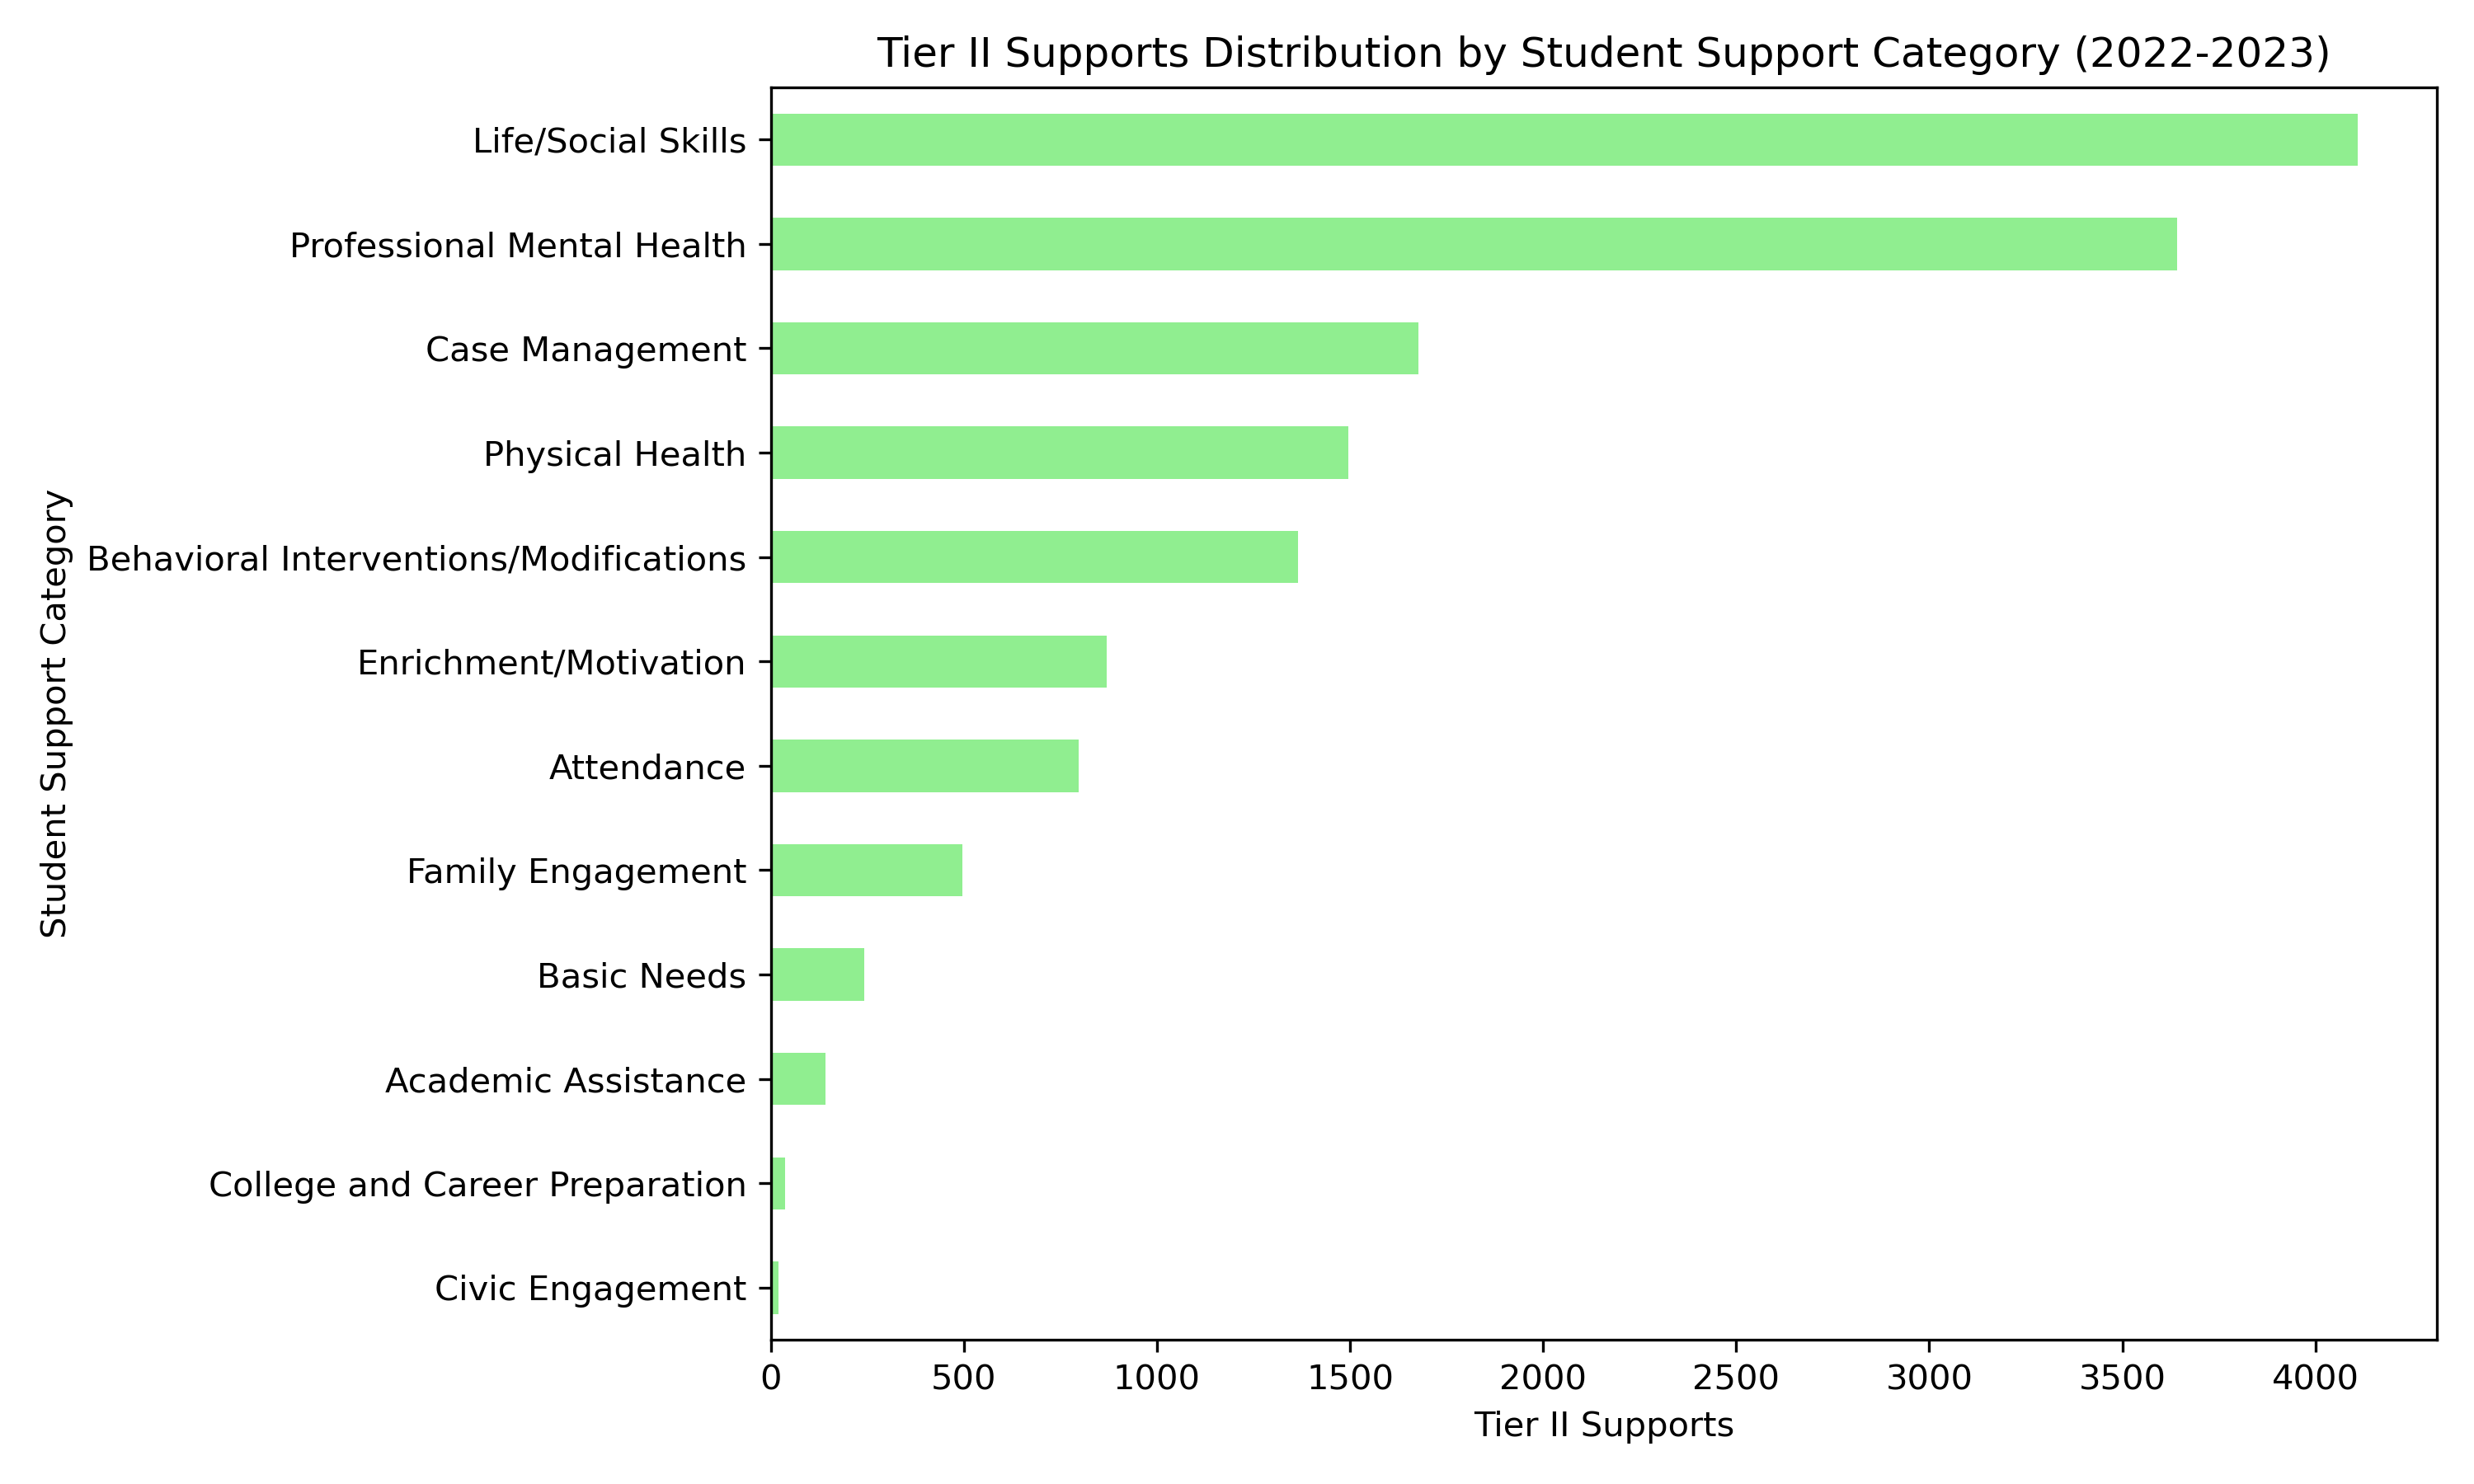 Tier II Supports Distribution by Student Support Category (2022-2023)
Student Support Category
Life/Social Skills
Professional Mental Health
Case Management
Physical Health
Behavioral Interventions/Modifications
Enrichment/Motivation
Attendance
Family Engagement
Basic Needs
Academic Assistance
College and Career Preparation
Civic Engagement
0 500 1000 1500 2000 2500 3000 3500 4000
Tier II Supports